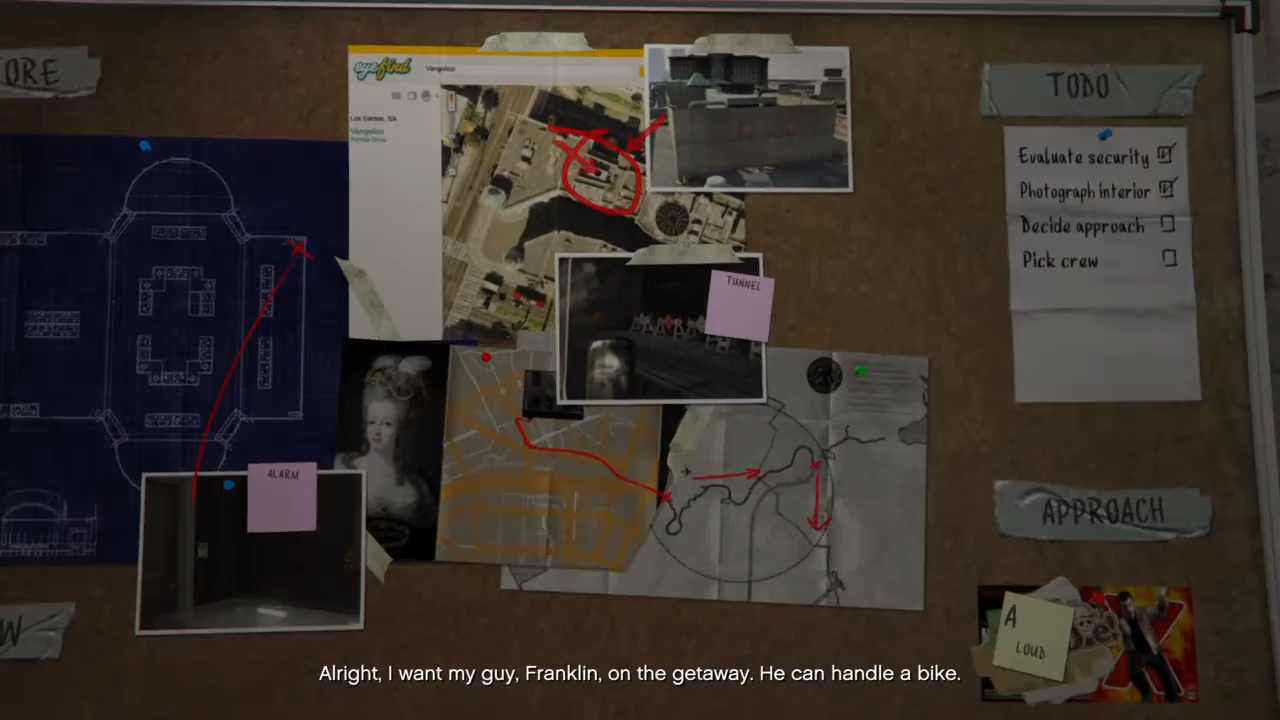 ORE
eyefind
Vangelico
Los Santos, SA
Vangelico
TUNNEL
ALARM
TODO
Evaluate security
Photograph interior
Decide approach
Pick crew
APPROACH
A
LOUD
W
Alright, I want my guy, Franklin, on the getaway. He can handle a bike.